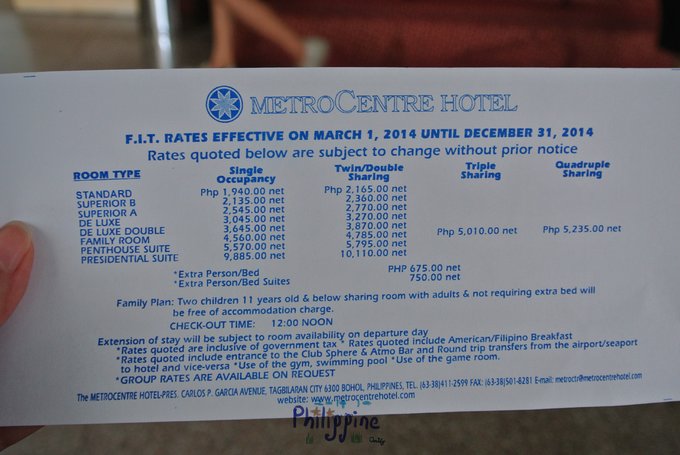 METROCENTRE HOTEL
F.I.T. RATES EFFECTIVE ON MARCH 1, 2014 UNTIL DECEMBER 31, 2014
Rates quoted below are subject to change without prior notice
ROOM TYPE Single Occupancy Twin/Double Sharing Triple Sharing Quadruple Sharing
STANDARD Php 1,940.00 net Php 2,165.00 net
SUPERIOR B 2,135.00 net 2,360.00 net
SUPERIOR A 2,545.00 net 2,770.00 net
DE LUXE 3,045.00 net 3,270.00 net
DE LUXE DOUBLE 3,645.00 net 3,870.00 net
FAMILY ROOM 4,560.00 net 4,785.00 net Php 5,010.00 net Php 5,235.00 net
PENTHOUSE SUITE 5,570.00 net 5,795.00 net
PRESIDENTIAL SUITE 9,885.00 net 10,110.00 net
*Extra Person/Bed PHP 675.00 net
*Extra Person/Bed Suites 750.00 net
Family Plan: Two children 11 years old & below sharing room with adults & not requiring extra bed will
be free of accommodation charge.
CHECK-OUT TIME: 12:00 NOON
Extension of stay will be subject to room availability on departure day
*Rates quoted are inclusive of government tax * Rates quoted include American/Filipino Breakfast
*Rates quoted include entrance to the Club Sphere & Atmo Bar and Round trip transfers from the airport/seaport
to hotel and vice-versa *Use of the gym, swimming pool *Use of the game room.
*GROUP RATES ARE AVAILABLE ON REQUEST
The METROCENTRE HOTEL-PRES. CARLOS P. GARCIA AVENUE, TAGBILARAN CITY 6300 BOHOL, PHILIPPINES, TEL. (63-38)411-2599 FAX: (63-38)501-8281 E-mail: metroctr@metrocentrehotel.com
website: www.metrocentrehotel.com
Philippine